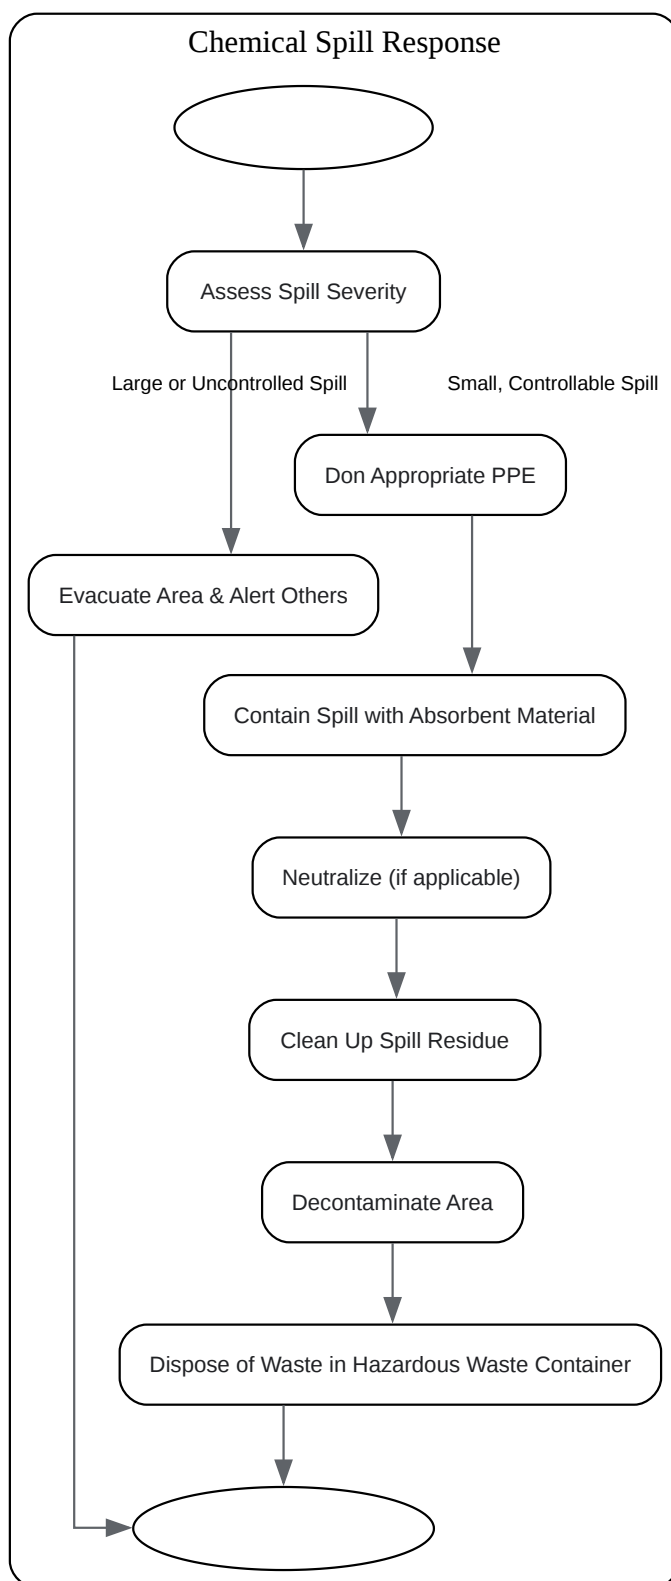 Chemical Spill Response
Assess Spill Severity
Large or Uncontrolled Spill
Small, Controllable Spill
Don Appropriate PPE
Evacuate Area & Alert Others
Contain Spill with Absorbent Material
Neutralize (if applicable)
Clean Up Spill Residue
Decontaminate Area
Dispose of Waste in Hazardous Waste Container